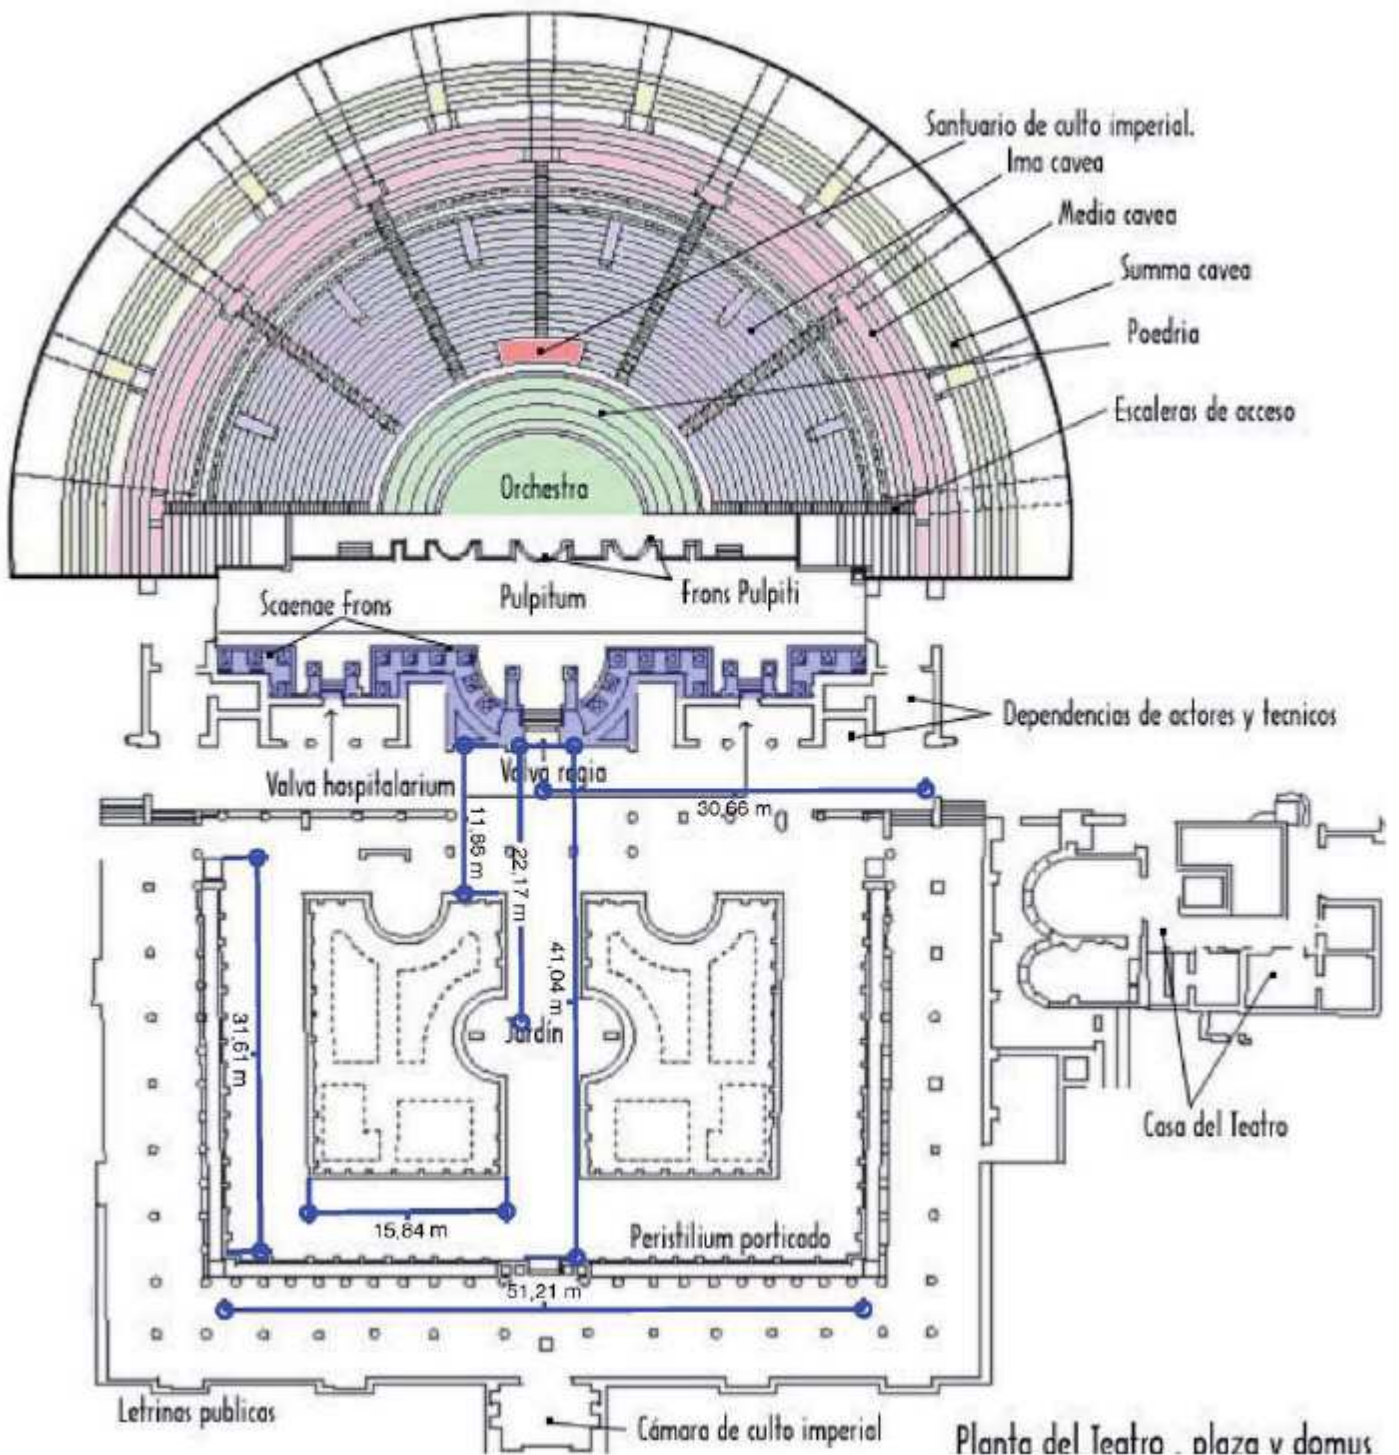 Santuario de culto imperial.
Ima cavea
Media cavea
Summa cavea
Poedria
Escaleras de acceso
Orchestra
Pulpitum
Frons Pulpiti
Scaenae Frons
Dependencias de actores y tecnicos
Valva hospitalarium
Valva regia
30,66 m
11,86 m
22,17 m
41,04 m
31,61 m
Jardín
Casa del Teatro
15,84 m
Peristilium porticado
51,21 m
Letrinas publicas
Cámara de culto imperial
Planta del Teatro , plaza y domus